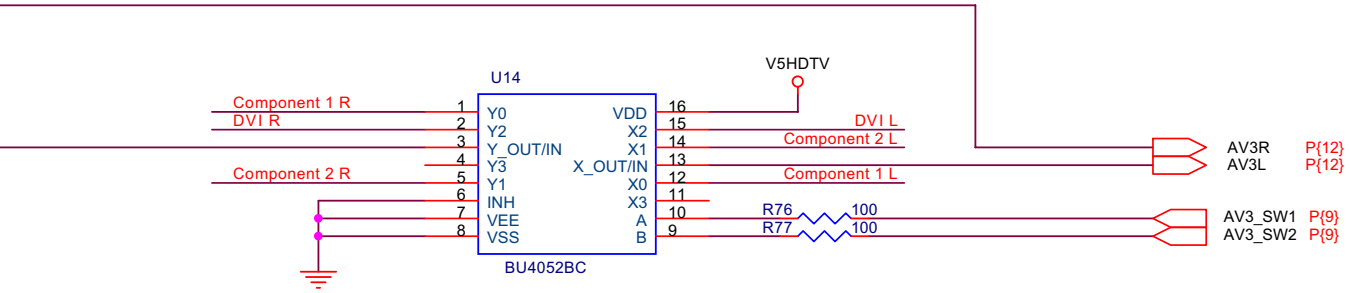 V5HDTV
U14
Component 1 R 1 Y0 VDD 16
DVI R 2 Y2 X2 15 DVI L
3 Y_OUT/IN X1 14 Component 2 L
4 Y3 X_OUT/IN 13
Component 2 R 5 Y1 X0 12 Component 1 L
6 INH X3 11
7 VEE A 10 R76 100
8 VSS B 9 R77 100
BU4052BC
AV3R P{12}
AV3L P{12}
AV3_SW1 P{9}
AV3_SW2 P{9}